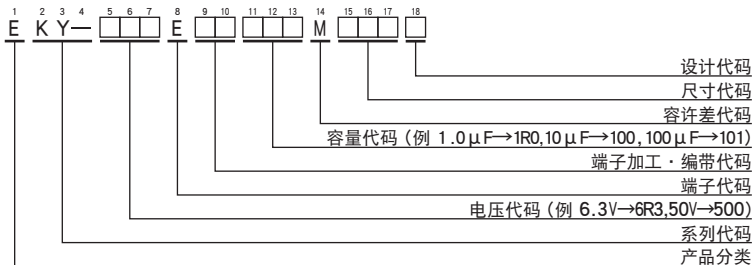 1 2 3 4 5 6 7 8 9 10 11 12 13 14 15 16 17 18
E K Y— □□□ E □□ □□□ M □□□ □
设计代码
尺寸代码
容许差代码
容量代码（例 1.0μF→1R0,10μF→100,100μF→101）
端子加工・编带代码
端子代码
电压代码（例 6.3V→6R3,50V→500）
系列代码
产品分类